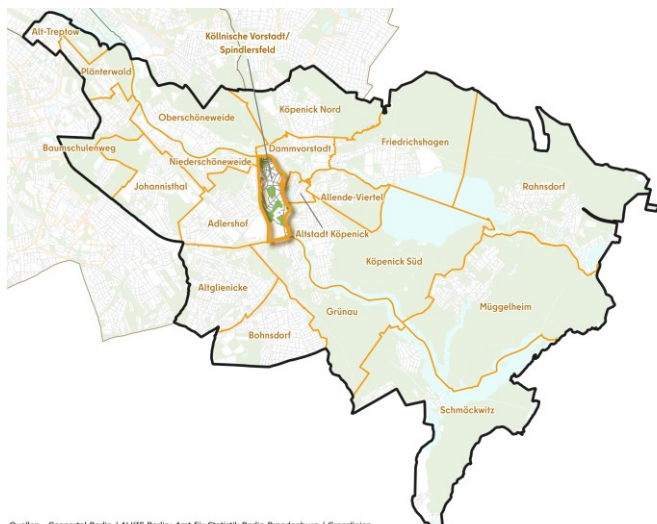 Köllnische Vorstadt/
Spindlersfeld
Alt-Treptow
Plänterwald
Oberschöneweide
Köpenick Nord
Baumschulenweg
Niederschöneweide
Dammvorstadt
Friedrichshagen
Johannisthal
Allende-Viertel
Rahnsdorf
Adlershof
Altstadt Köpenick
Köpenick Süd
Altglienicke
Grünau
Müggelheim
Bohnsdorf
Schmöckwitz